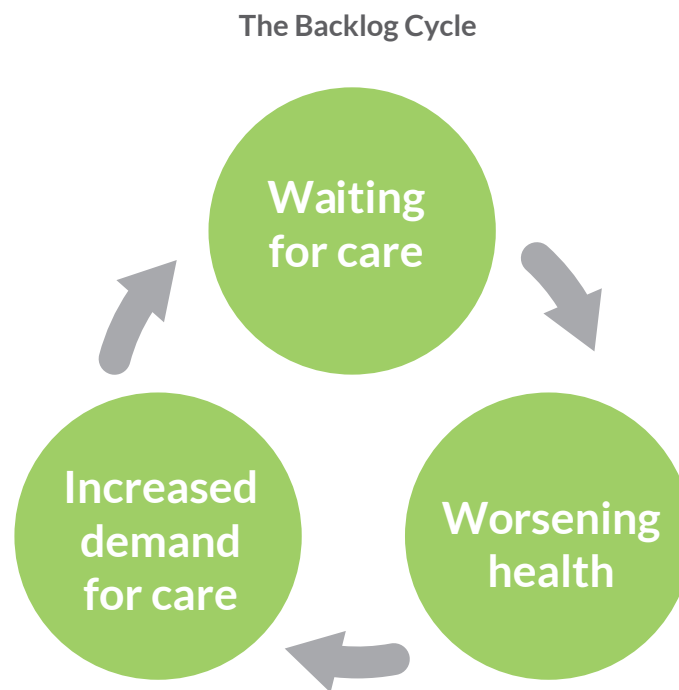 The Backlog Cycle
Waiting
for care
Increased
demand
for care
Worsening
health